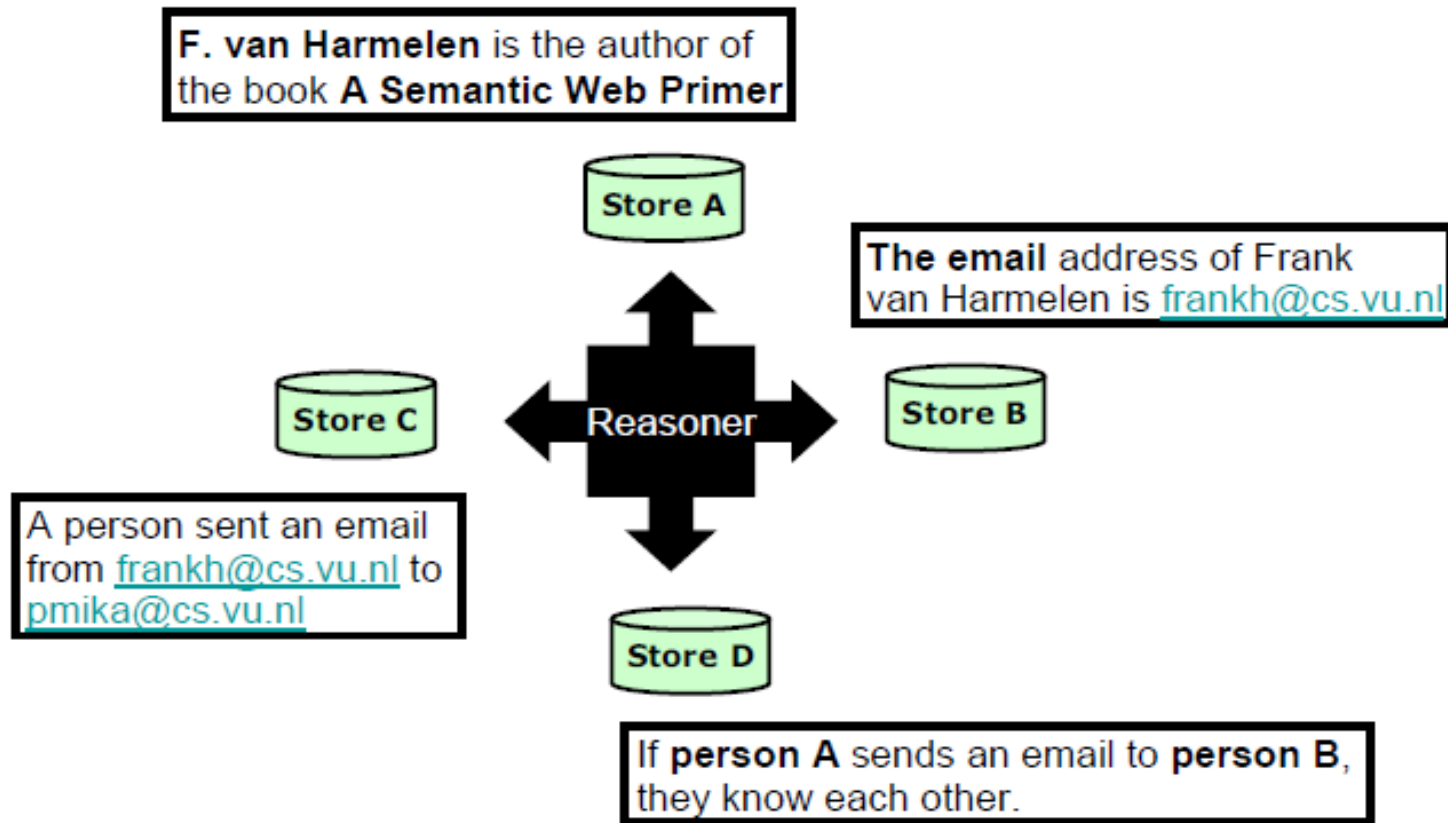 F. van Harmelen is the author of
the book A Semantic Web Primer
Store A
The email address of Frank
van Harmelen is frankh@cs.vu.nl
Store C
Reasoner
Store B
A person sent an email
from frankh@cs.vu.nl to
pmika@cs.vu.nl
Store D
If person A sends an email to person B,
they know each other.